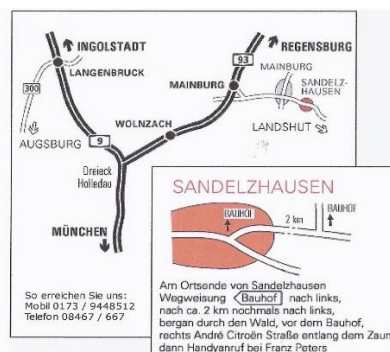 INGOLSTADT
REGENSBURG
93
MAINBURG
LANGENBRUCK
SANDELZ-
HAUSEN
MAINBURG
300
WOLNZACH
LANDSHUT
9
AUGSBURG
Dreieck
Holledau
MÜNCHEN
So erreichen Sie uns:
Mobil 0173 / 9448512
Telefon 08467 / 667
SANDELZHAUSEN
BAUHOF
BAUHOF
2 km
Am Ortsende von Sandelzhausen
Wegweisung Bauhof nach links,
nach ca. 2 km nochmals nach links,
bergan durch den Wald, vor dem Bauhof,
rechts André Citroën Straße entlang dem Zaun
dann Handyanruf bei Franz Peters